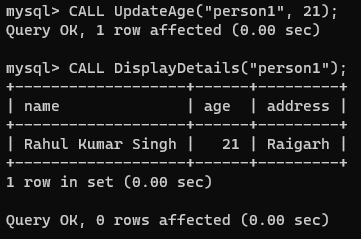 mysql> CALL UpdateAge("person1", 21);
Query OK, 1 row affected (0.00 sec)
mysql> CALL DisplayDetails("person1");
+------------------+-----+---------+
| name             | age | address |
+------------------+-----+---------+
| Rahul Kumar Singh |   21 | Raigarh |
+------------------+-----+---------+
1 row in set (0.00 sec)
Query OK, 0 rows affected (0.00 sec)